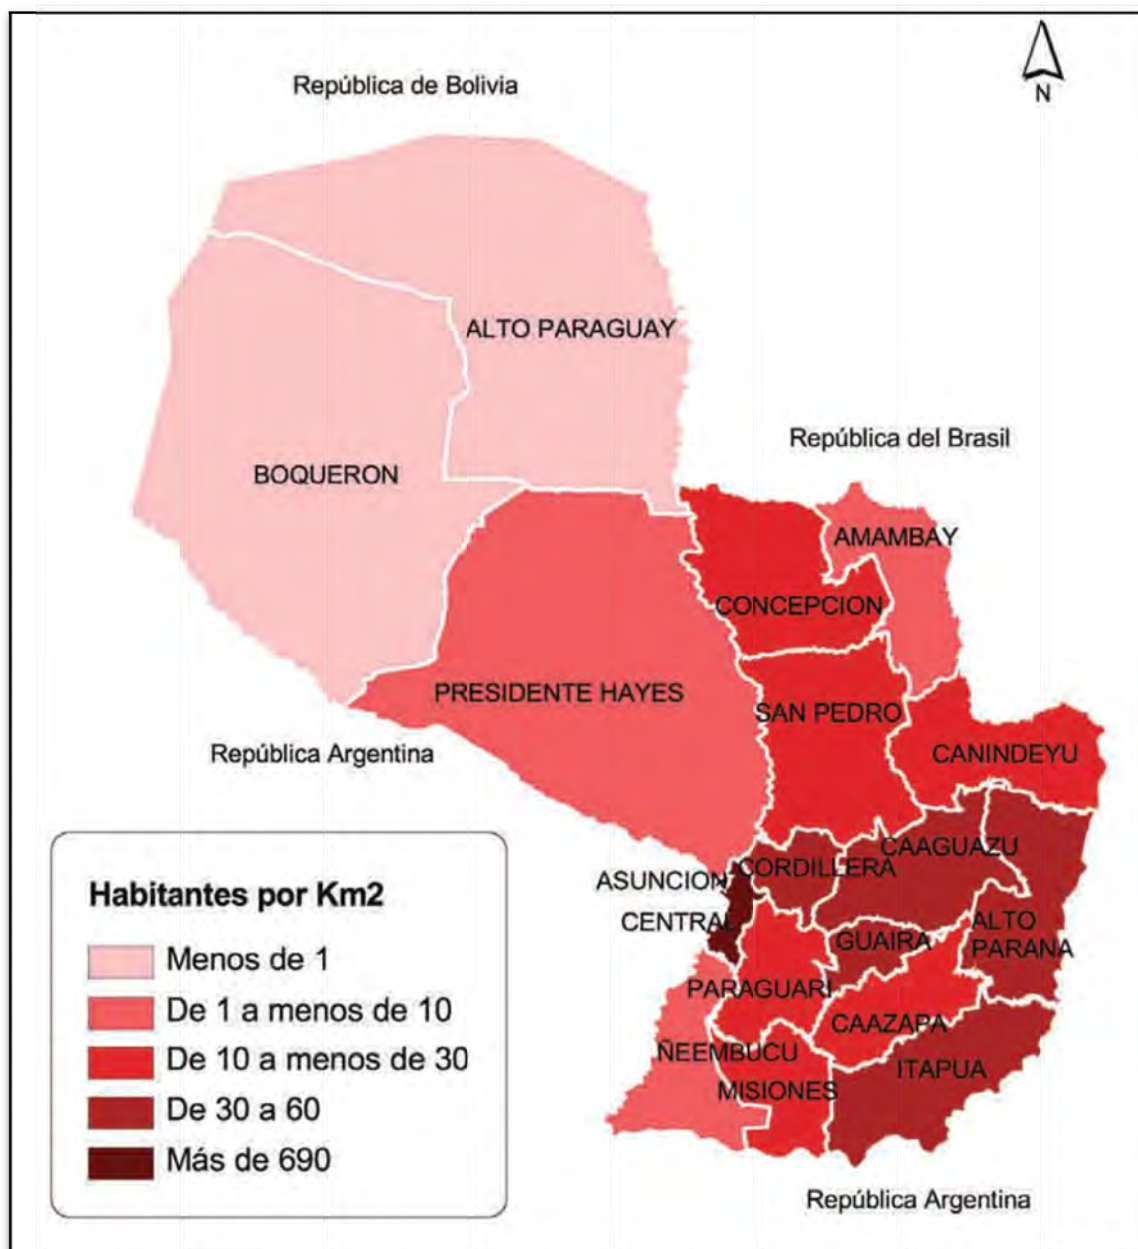 N
República de Bolivia
ALTO PARAGUAY
República del Brasil
BOQUERON
AMAMBAY
CONCEPCION
PRESIDENTE HAYES
SAN PEDRO
República Argentina
CANINDEYU
CAAGUAZU
CORDILLERA
ASUNCION
CENTRAL
ALTO
PARANA
GUAIRA
PARAGUARI
CAAZAPA
ÑEEMBUCU
ITAPUA
MISIONES
República Argentina
Habitantes por Km2
Menos de 1
De 1 a menos de 10
De 10 a menos de 30
De 30 a 60
Más de 690